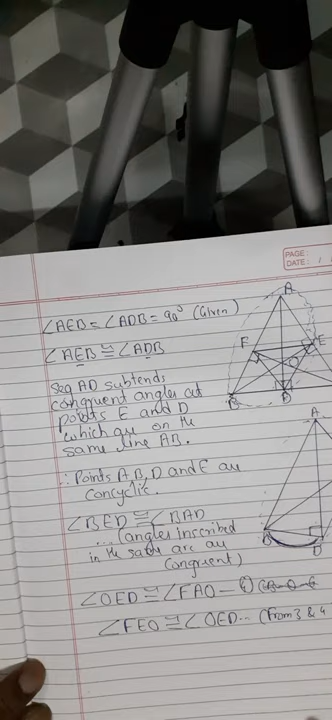 PAGE:
DATE: / /
∠AEB = ∠ADB = 90° (Given)
∠AEB ≅ ∠ADB
Seg AD subtends
congruent angles at
points E and D
which are on the
same line AB.
∴ Points A, B, D and E are
concyclic.
∠BED ≅ ∠BAD
... (angles inscribed
in the same arc are
congruent)
∠OED ≅ ∠FAO —
∠FEO ≅ ∠OED... (From 3 & 4
A
F
E
O
B
D
A
B
D